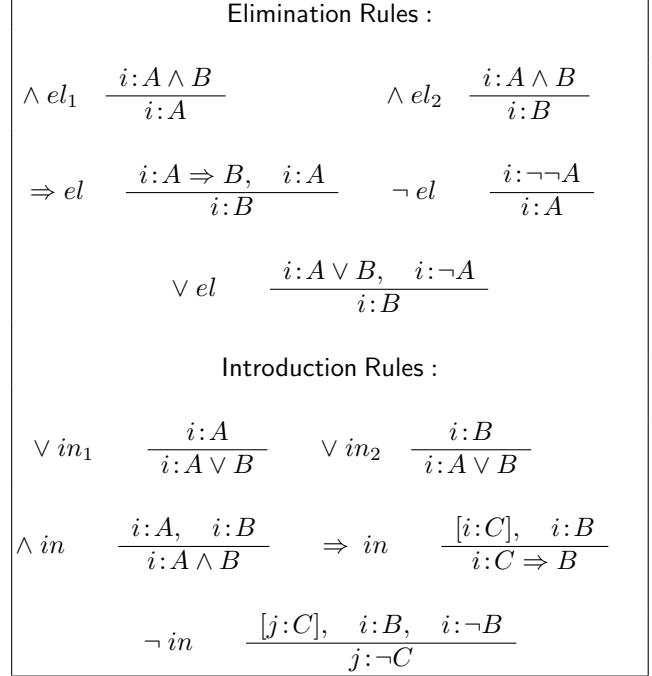 Elimination Rules :
∧ el₁ i:A ∧ B / i:A ∧ el₂ i:A ∧ B / i:B
⇒ el i:A ⇒ B, i:A / i:B ¬ el i:¬¬A / i:A
∨ el i:A ∨ B, i:¬A / i:B
Introduction Rules :
∨ in₁ i:A / i:A ∨ B ∨ in₂ i:B / i:A ∨ B
∧ in i:A, i:B / i:A ∧ B ⇒ in [i:C], i:B / i:C ⇒ B
¬ in [j:C], i:B, i:¬B / j:¬C